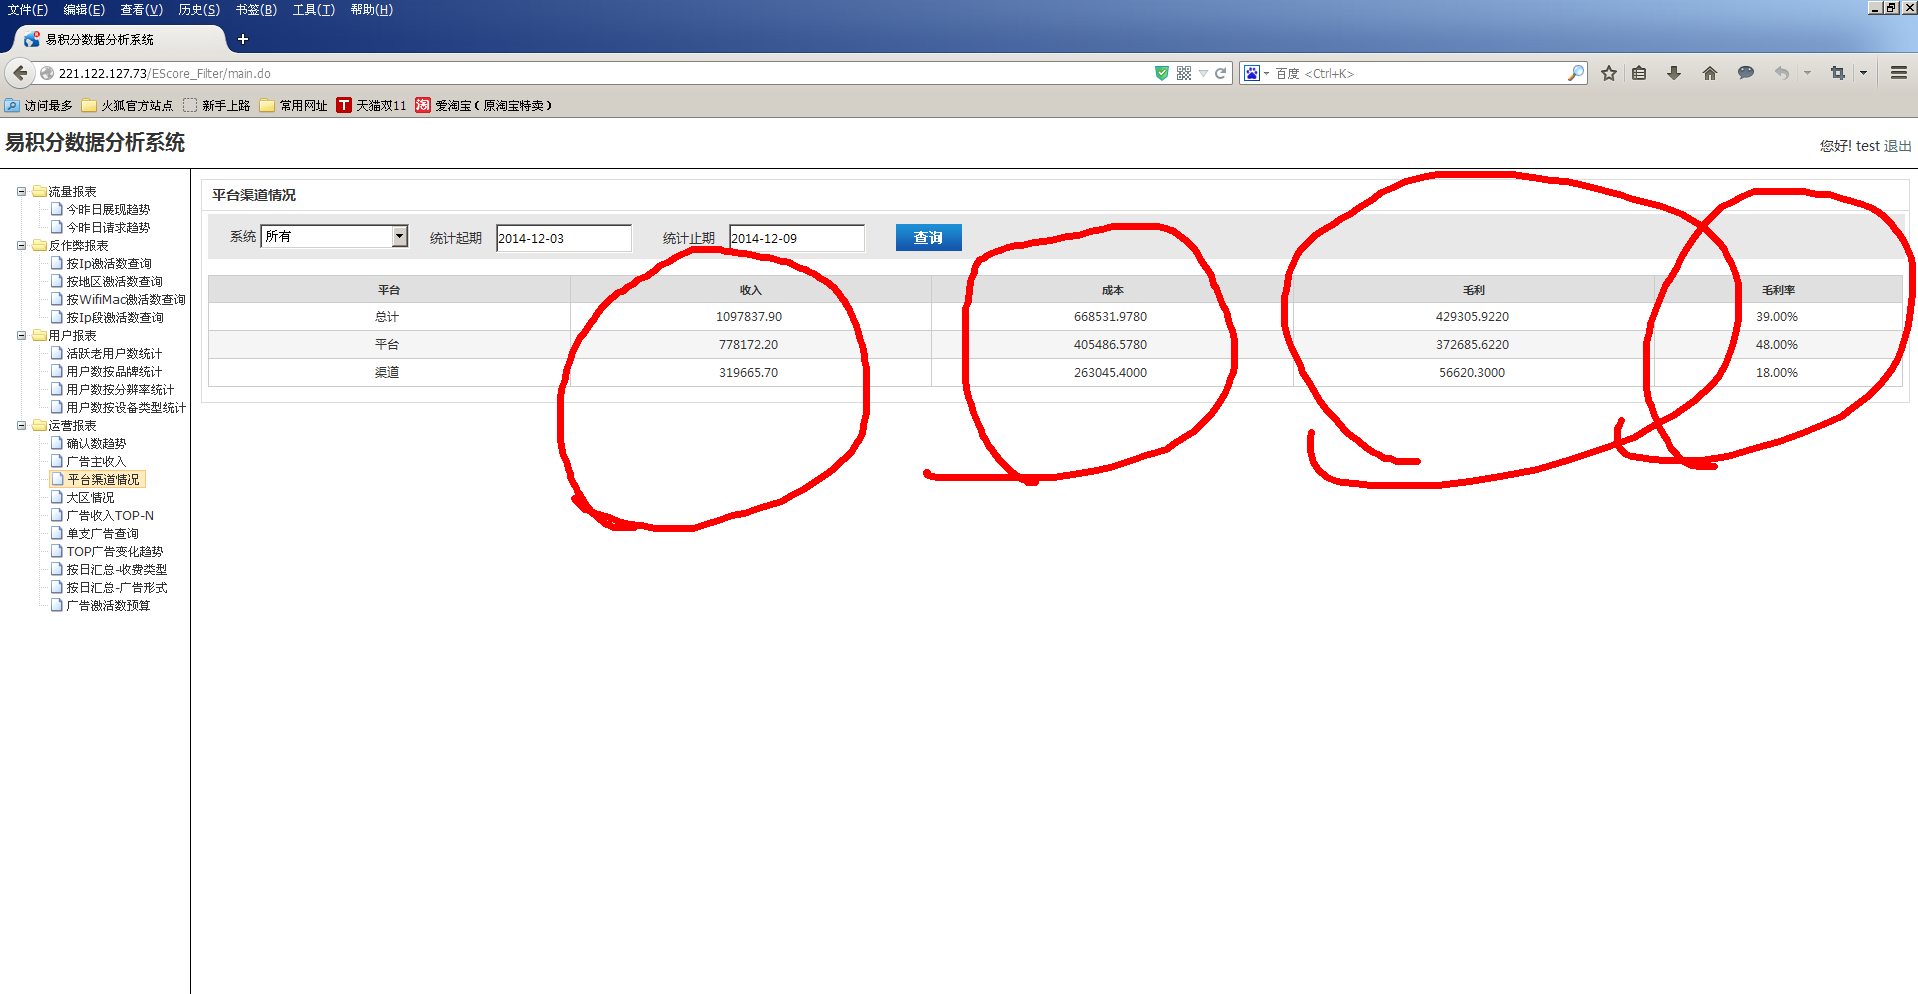 文件(F) 编辑(E) 查看(V) 历史(S) 书签(B) 工具(T) 帮助(H)
易积分数据分析系统
221.122.127.73/EScore_Filter/main.do 百度 <Ctrl+K>
访问最多 火狐官方站点 新手上路 常用网址 T 天猫双11 淘 爱淘宝(原淘宝特卖)
易积分数据分析系统
您好! test 退出
流量报表
今昨日展现趋势
今昨日请求趋势
反作弊报表
按Ip激活数查询
按地区激活数查询
按WifiMac激活数查询
按Ip段激活数查询
用户报表
活跃老用户数统计
用户数按品牌统计
用户数按分辨率统计
用户数按设备类型统计
运营报表
确认数趋势
广告主收入
平台渠道情况
大区情况
广告收入TOP-N
单支广告查询
TOP广告变化趋势
按日汇总-收费类型
按日汇总-广告形式
广告激活数预算
平台渠道情况
系统 所有 统计起期 2014-12-03 统计止期 2014-12-09 查询
平台 收入 成本 毛利 毛利率
总计 1097837.90 668531.9780 429305.9220 39.00%
平台 778172.20 405486.5780 372685.6220 48.00%
渠道 319665.70 263045.4000 56620.3000 18.00%